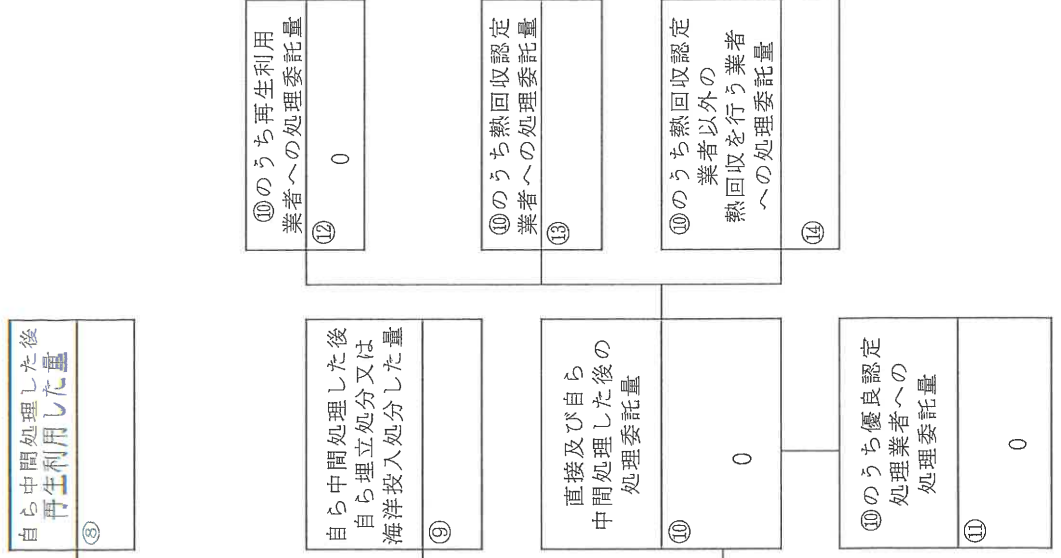 自ら中間処理した後
再生利用した量
⑧
自ら中間処理した後
自ら埋立処分又は
海洋投入処分した量
⑨
直接及び自ら
中間処理した後の
処理委託量
⑩
0
⑩のうち優良認定
処理業者への
処理委託量
⑪
0
⑩のうち再生利用
業者への処理委託量
⑫
0
⑩のうち熱回収認定
業者への処理委託量
⑬
⑩のうち熱回収認定
業者以外の
熱回収を行う業者
への処理委託量
⑭